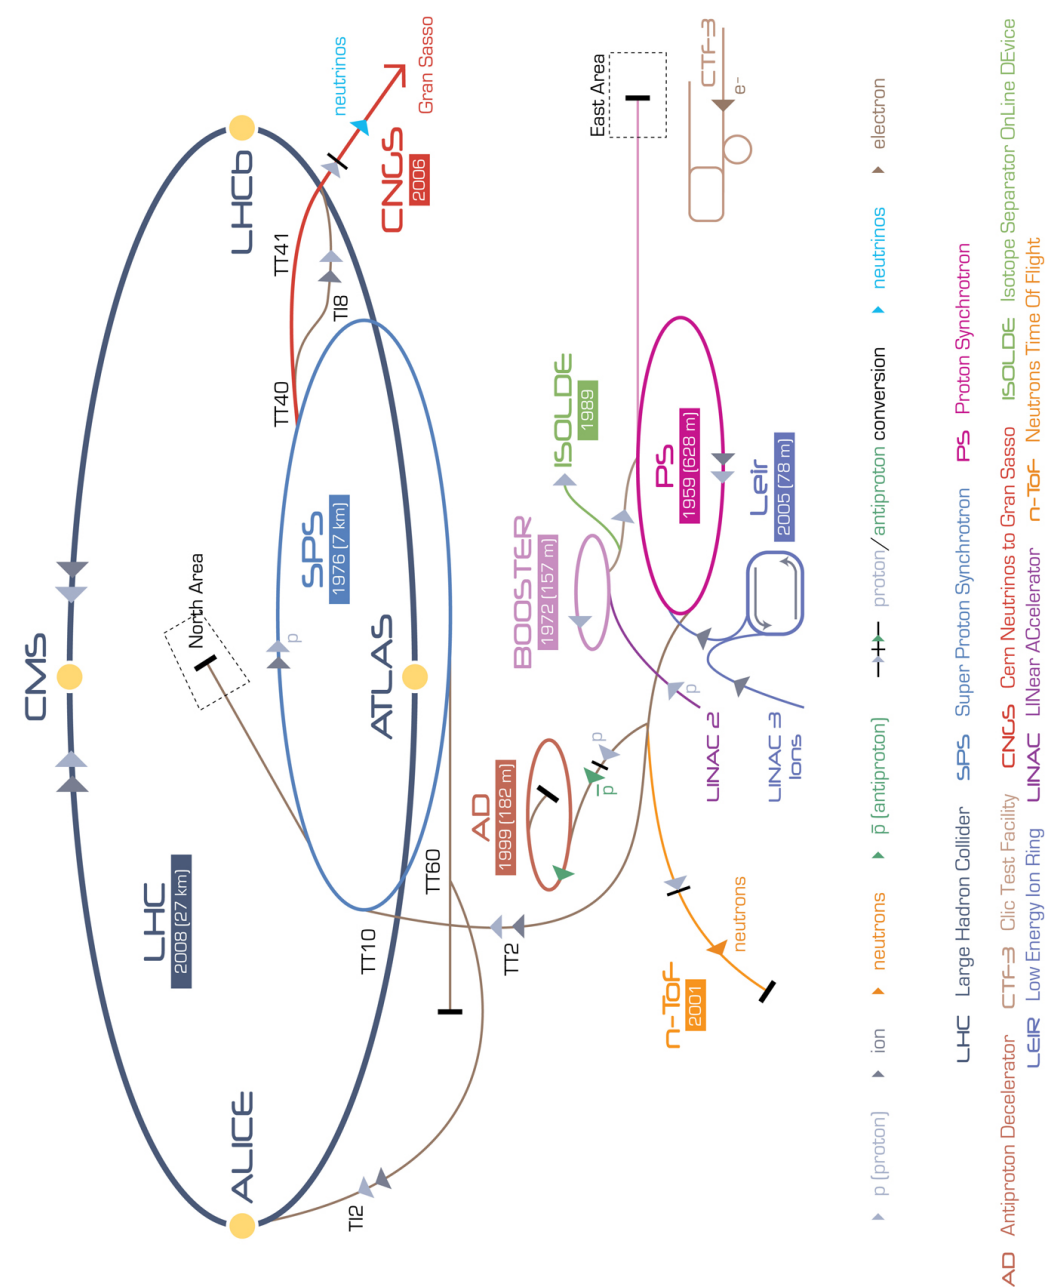 CMS
LHC
2008 (27 km)
North Area
ALICE
LHCb
TT40
TT41
SPS
1976 (7 km)
TI8
neutrinos
CNGS
2006
Gran Sasso
TT10
ATLAS
p
TI2
TT60
TT2
AD
1999 (182 m)
BOOSTER
1972 (157 m)
ISOLDE
1989
East Area
p
p̅
n-ToF
2001
neutrons
LINAC 2
p
LINAC 3
Ions
PS
1959 (628 m)
Leir
2005 (78 m)
CTF3
e-
p (proton)
ion
neutrons
p̅ (antiproton)
proton/antiproton conversion
neutrinos
electron
LHC Large Hadron Collider SPS Super Proton Synchrotron PS Proton Synchrotron
AD Antiproton Decelerator CTF-3 Clic Test Facility CNGS Cern Neutrinos to Gran Sasso ISOLDE Isotope Separator OnLine DEvice
LEIR Low Energy Ion Ring LINAC LINear ACcelerator n-ToF Neutrons Time Of Flight